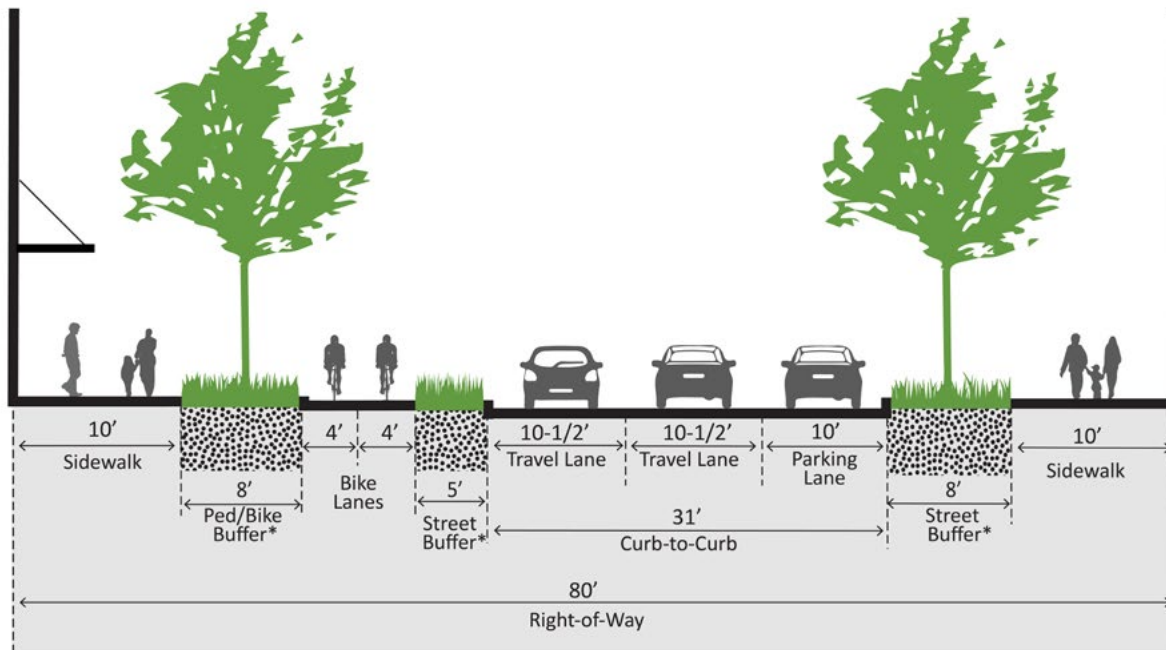 10’
Sidewalk
8’
Ped/Bike
Buffer*
4’
4’
Bike
Lanes
5’
Street
Buffer*
10-1/2’
Travel Lane
10-1/2’
Travel Lane
10’
Parking
Lane
31’
Curb-to-Curb
8’
Street
Buffer*
10’
Sidewalk
80’
Right-of-Way